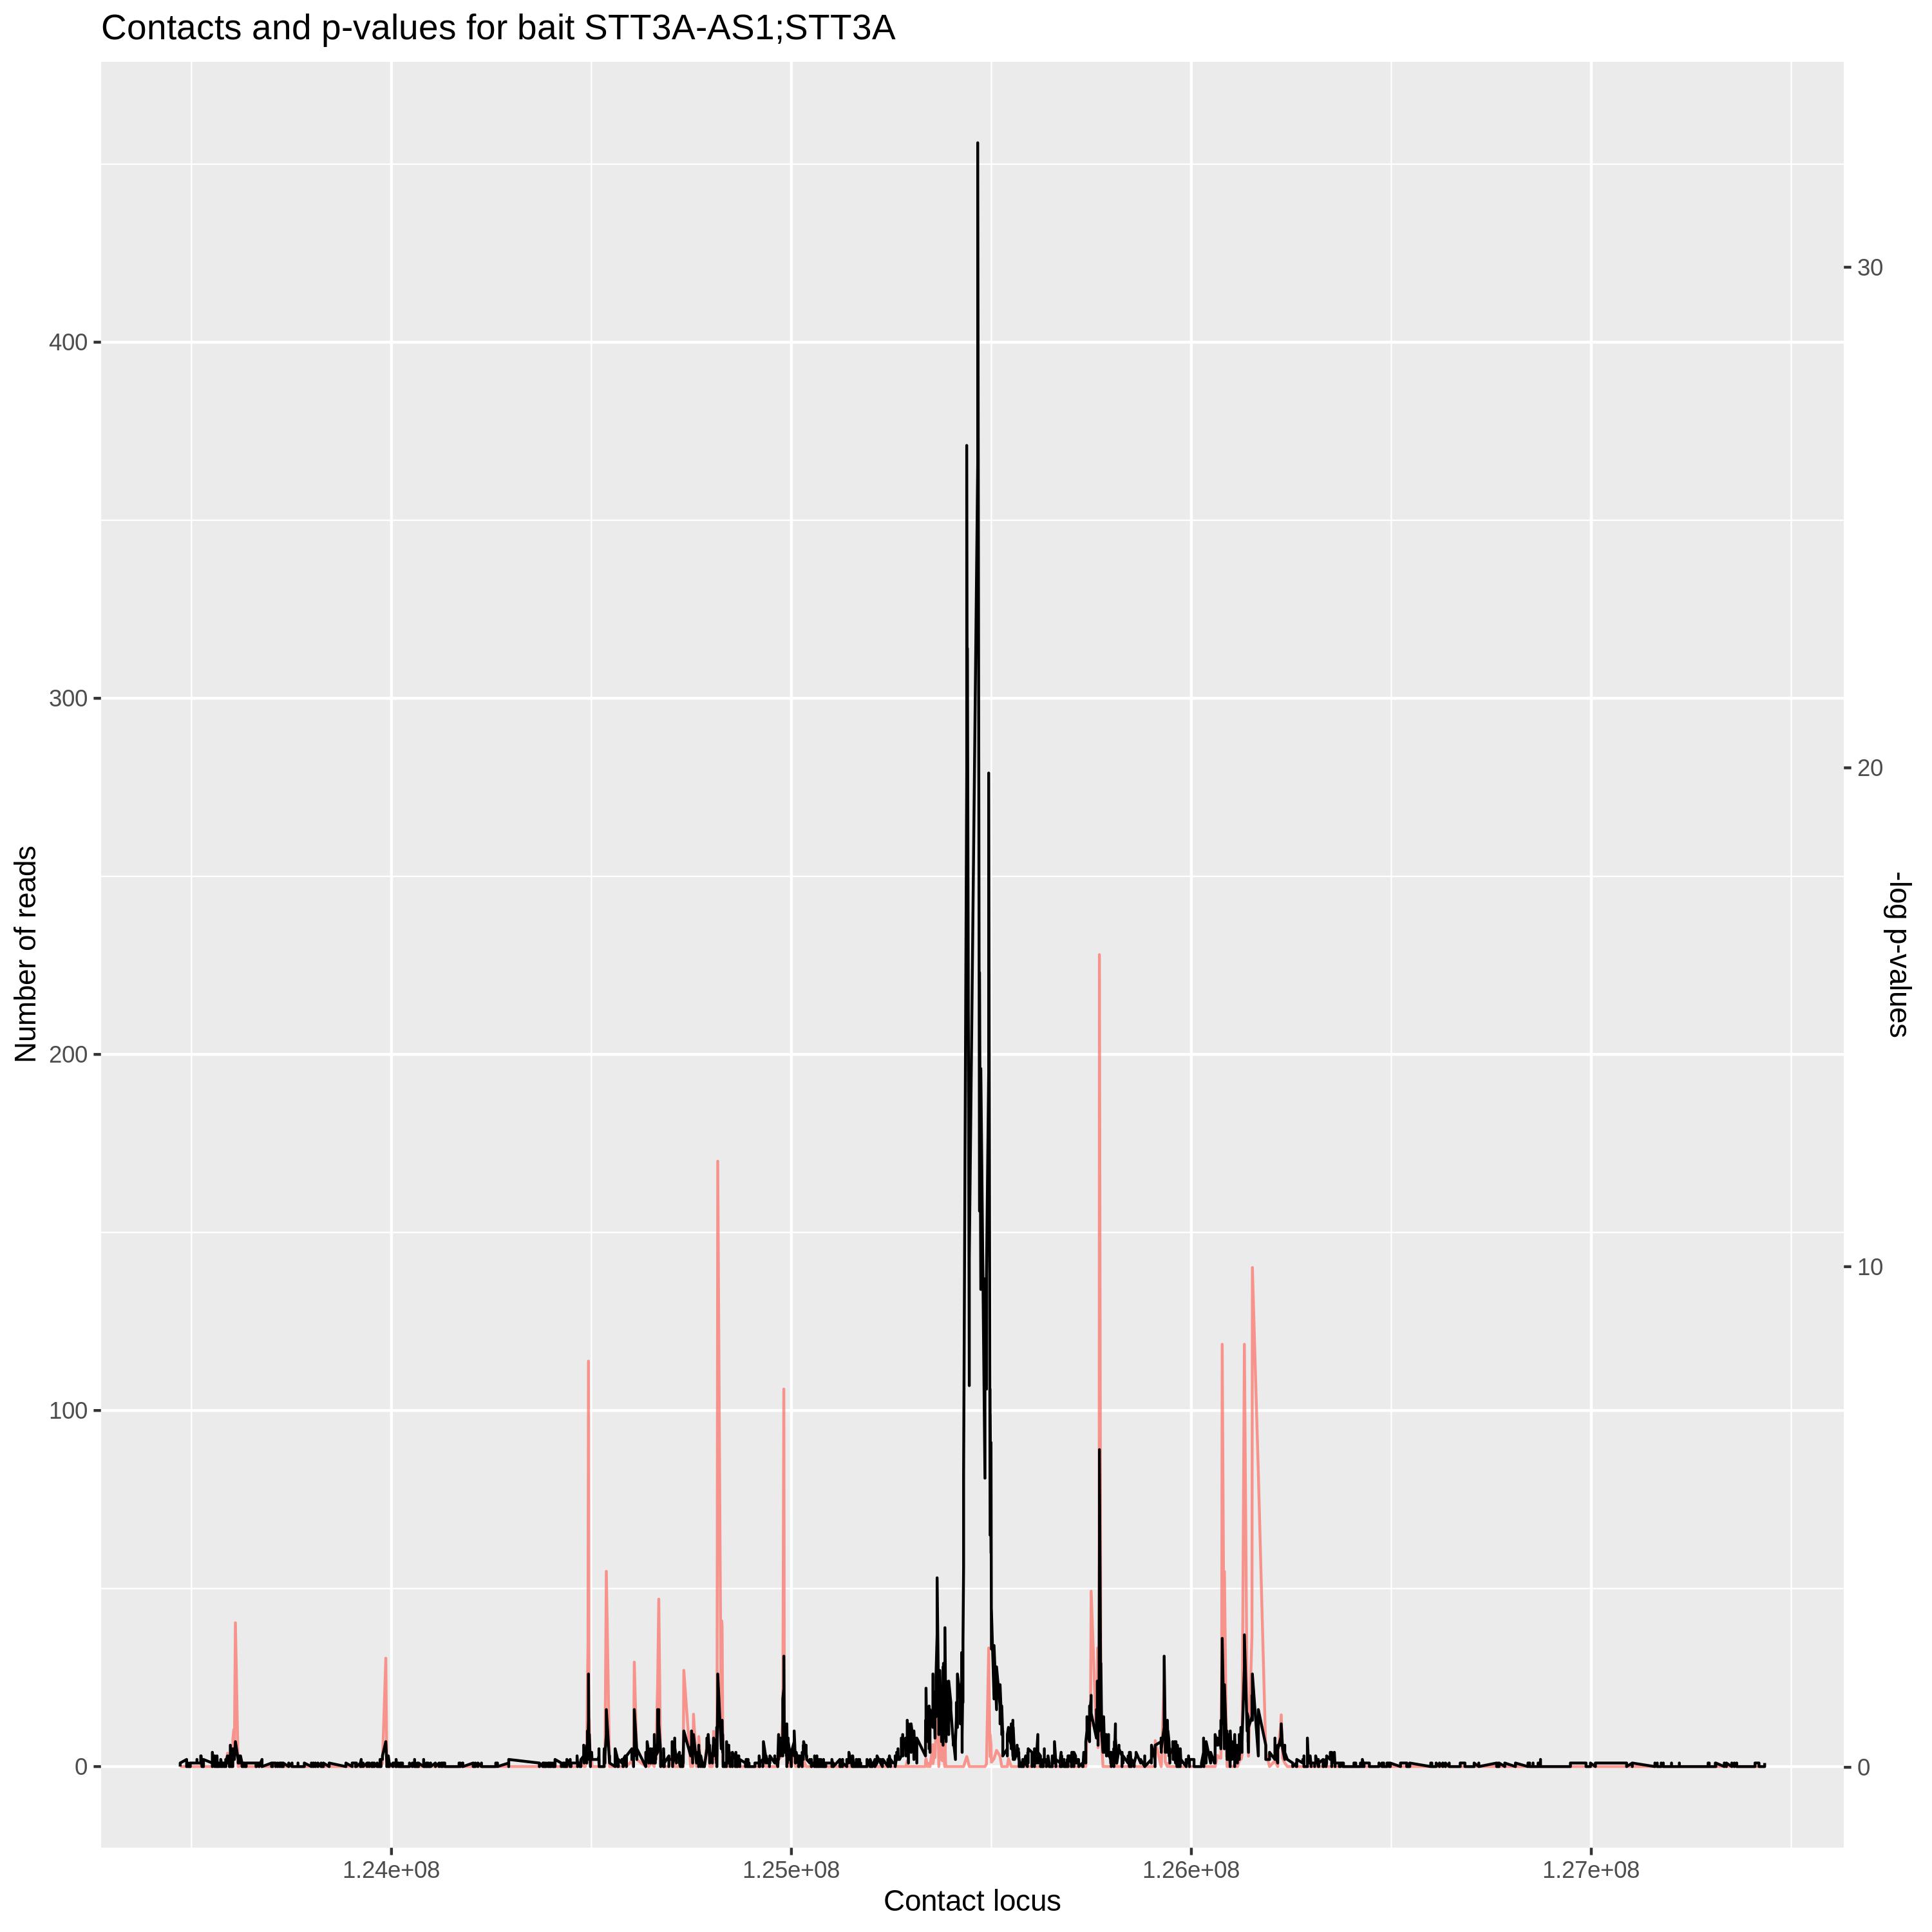 Contacts and p-values for bait STT3A-AS1;STT3A
Number of reads
400
300
200
100
0
30
20
10
0
-log p-values
1.24e+08
1.25e+08
1.26e+08
1.27e+08
Contact locus